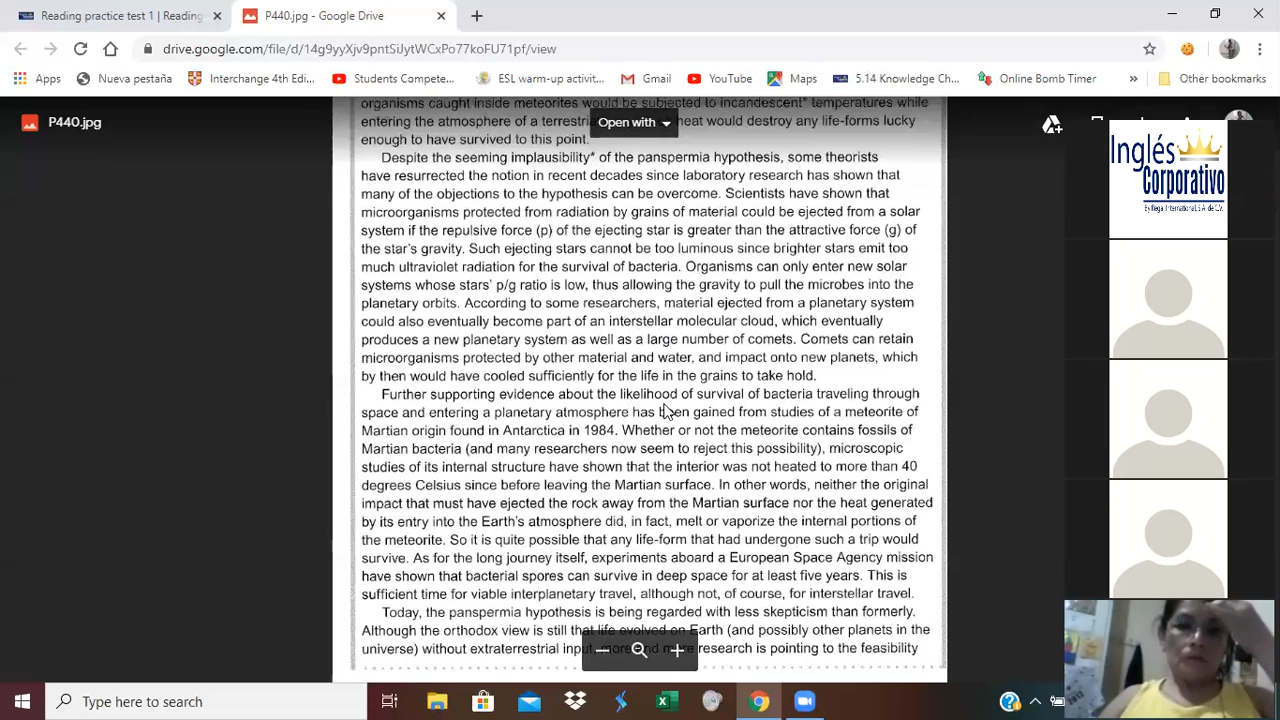 Reading practice test 1 | Reading
P440.jpg - Google Drive
drive.google.com/file/d/14g9yyXjv9pntSiJytWCxPo77koFU71pf/view
Apps Nueva pestaña Interchange 4th Edi... Students Compete... ESL warm-up activit... Gmail YouTube Maps 5.14 Knowledge Ch... Online Bomb Timer » Other bookmarks
P440.jpg
Open with
organisms caught inside meteorites would be subjected to incandescent* temperatures while
entering the atmosphere of a terrestrial heat would destroy any life-forms lucky
enough to have survived to this point.
Despite the seeming implausibility* of the panspermia hypothesis, some theorists
have resurrected the notion in recent decades since laboratory research has shown that
many of the objections to the hypothesis can be overcome. Scientists have shown that
microorganisms protected from radiation by grains of material could be ejected from a solar
system if the repulsive force (p) of the ejecting star is greater than the attractive force (g) of
the star's gravity. Such ejecting stars cannot be too luminous since brighter stars emit too
much ultraviolet radiation for the survival of bacteria. Organisms can only enter new solar
systems whose stars' p/g ratio is low, thus allowing the gravity to pull the microbes into the
planetary orbits. According to some researchers, material ejected from a planetary system
could also eventually become part of an interstellar molecular cloud, which eventually
produces a new planetary system as well as a large number of comets. Comets can retain
microorganisms protected by other material and water, and impact onto new planets, which
by then would have cooled sufficiently for the life in the grains to take hold.
Further supporting evidence about the likelihood of survival of bacteria traveling through
space and entering a planetary atmosphere has been gained from studies of a meteorite of
Martian origin found in Antarctica in 1984. Whether or not the meteorite contains fossils of
Martian bacteria (and many researchers now seem to reject this possibility), microscopic
studies of its internal structure have shown that the interior was not heated to more than 40
degrees Celsius since before leaving the Martian surface. In other words, neither the original
impact that must have ejected the rock away from the Martian surface nor the heat generated
by its entry into the Earth's atmosphere did, in fact, melt or vaporize the internal portions of
the meteorite. So it is quite possible that any life-form that had undergone such a trip would
survive. As for the long journey itself, experiments aboard a European Space Agency mission
have shown that bacterial spores can survive in deep space for at least five years. This is
sufficient time for viable interplanetary travel, although not, of course, for interstellar travel.
Today, the panspermia hypothesis is being regarded with less skepticism than formerly.
Although the orthodox view is still that life evolved on Earth (and possibly other planets in the
universe) without extraterrestrial input, more and more research is pointing to the feasibility
Inglés
Corporativo
Type here to search